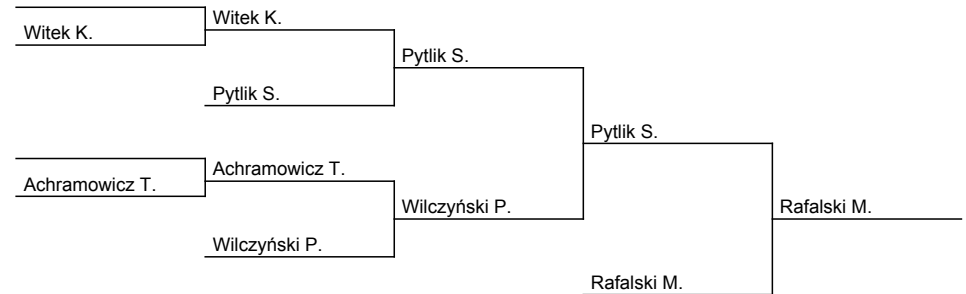 Witek K.
Witek K.
Pytlik S.
Pytlik S.
Pytlik S.
Achramowicz T.
Achramowicz T.
Wilczyński P.
Wilczyński P.
Rafalski M.
Rafalski M.